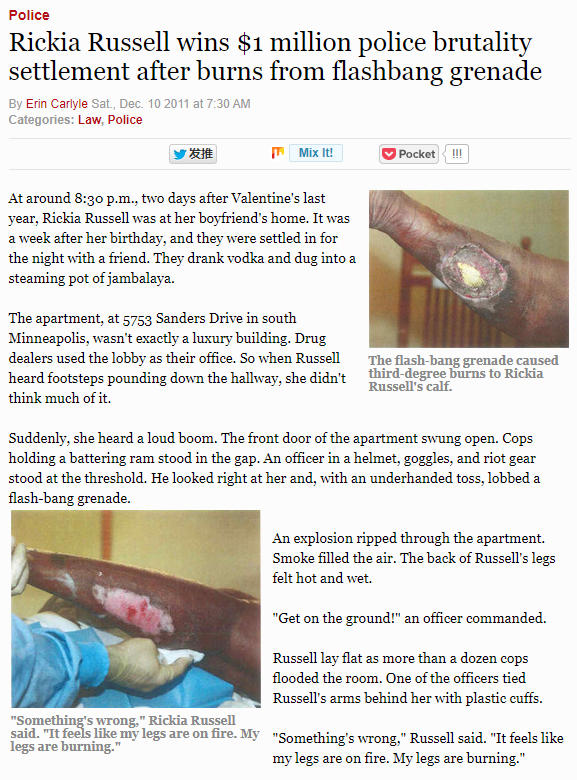 Police
Rickia Russell wins $1 million police brutality
settlement after burns from flashbang grenade
By Erin Carlyle Sat., Dec. 10 2011 at 7:30 AM
Categories: Law, Police
发推
Mix It!
Pocket
!!!
At around 8:30 p.m., two days after Valentine's last
year, Rickia Russell was at her boyfriend's home. It was
a week after her birthday, and they were settled in for
the night with a friend. They drank vodka and dug into a
steaming pot of jambalaya.
The apartment, at 5753 Sanders Drive in south
Minneapolis, wasn't exactly a luxury building. Drug
dealers used the lobby as their office. So when Russell
heard footsteps pounding down the hallway, she didn't
think much of it.
The flash-bang grenade caused
third-degree burns to Rickia
Russell's calf.
Suddenly, she heard a loud boom. The front door of the apartment swung open. Cops
holding a battering ram stood in the gap. An officer in a helmet, goggles, and riot gear
stood at the threshold. He looked right at her and, with an underhanded toss, lobbed a
flash-bang grenade.
"Something's wrong," Rickia Russell
said. "It feels like my legs are on fire. My
legs are burning."
An explosion ripped through the apartment.
Smoke filled the air. The back of Russell's legs
felt hot and wet.
"Get on the ground!" an officer commanded.
Russell lay flat as more than a dozen cops
flooded the room. One of the officers tied
Russell's arms behind her with plastic cuffs.
"Something's wrong," Russell said. "It feels like
my legs are on fire. My legs are burning."